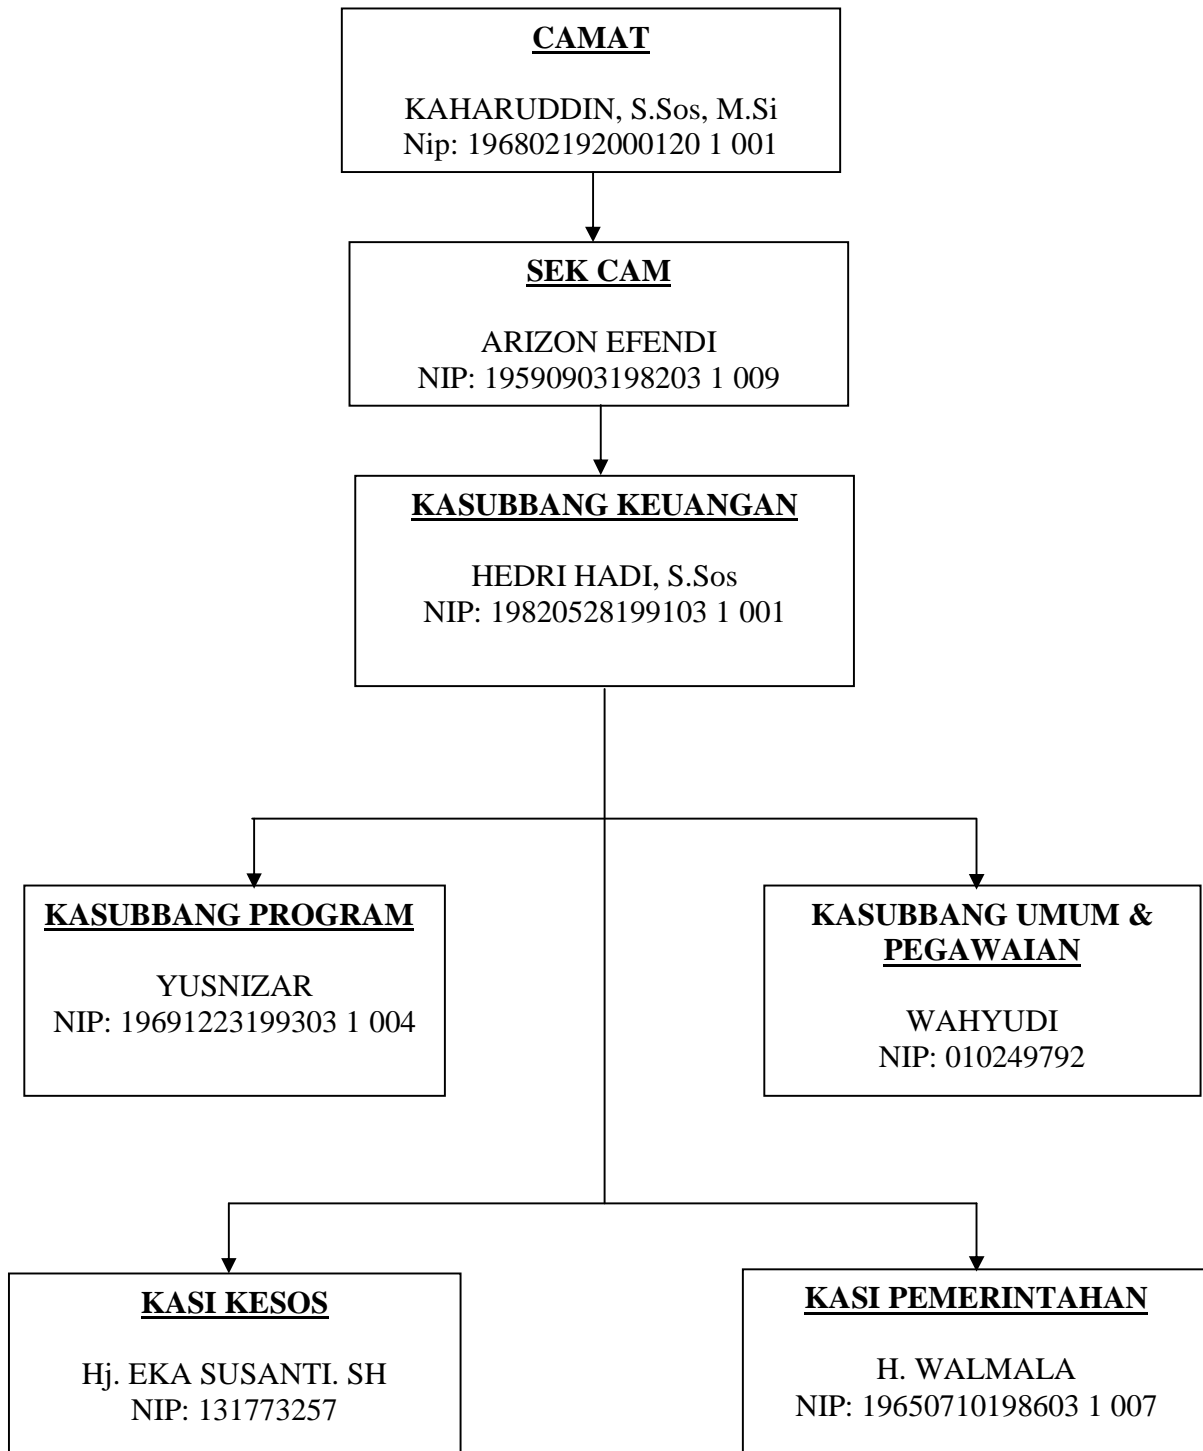 CAMAT
KAHARUDDIN, S.Sos, M.Si
Nip: 196802192000120 1 001
SEK CAM
ARIZON EFENDI
NIP: 19590903198203 1 009
KASUBBANG KEUANGAN
HEDRI HADI, S.Sos
NIP: 19820528199103 1 001
KASUBBANG PROGRAM
YUSNIZAR
NIP: 19691223199303 1 004
KASUBBANG UMUM &
PEGAWAIAN
WAHYUDI
NIP: 010249792
KASI KESOS
Hj. EKA SUSANTI. SH
NIP: 131773257
KASI PEMERINTAHAN
H. WALMALA
NIP: 19650710198603 1 007